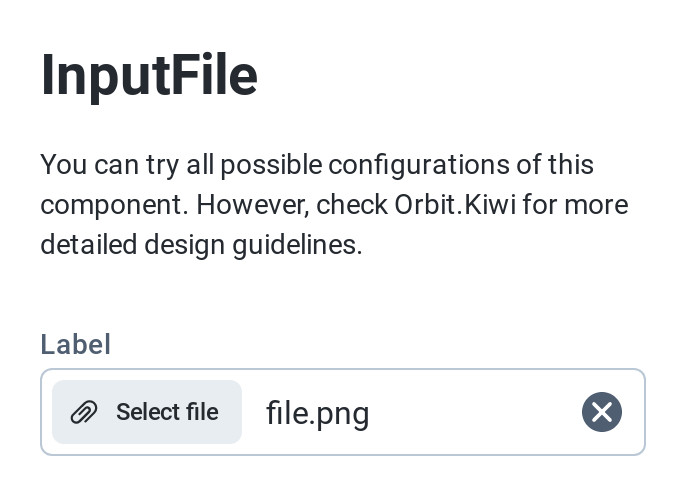 InputFile
You can try all possible configurations of this
component. However, check Orbit.Kiwi for more
detailed design guidelines.
Label
Select file file.png